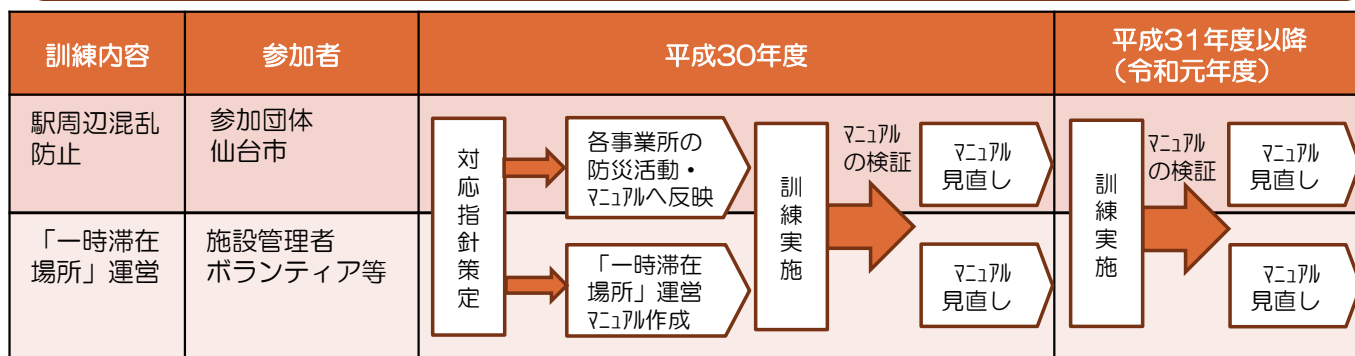 訓練内容
参加者
平成30年度
平成31年度以降
（令和元年度）
駅周辺混乱
防止
参加団体
仙台市
対応指針策定
各事業所の
防災活動・
ﾏﾆｭｱﾙへ反映
訓練実施
ﾏﾆｭｱﾙ
の検証
ﾏﾆｭｱﾙ
見直し
訓練実施
ﾏﾆｭｱﾙ
の検証
ﾏﾆｭｱﾙ
見直し
「一時滞在
場所」運営
施設管理者
ボランティア等
「一時滞在
場所」運営
ﾏﾆｭｱﾙ作成
ﾏﾆｭｱﾙ
見直し
ﾏﾆｭｱﾙ
見直し